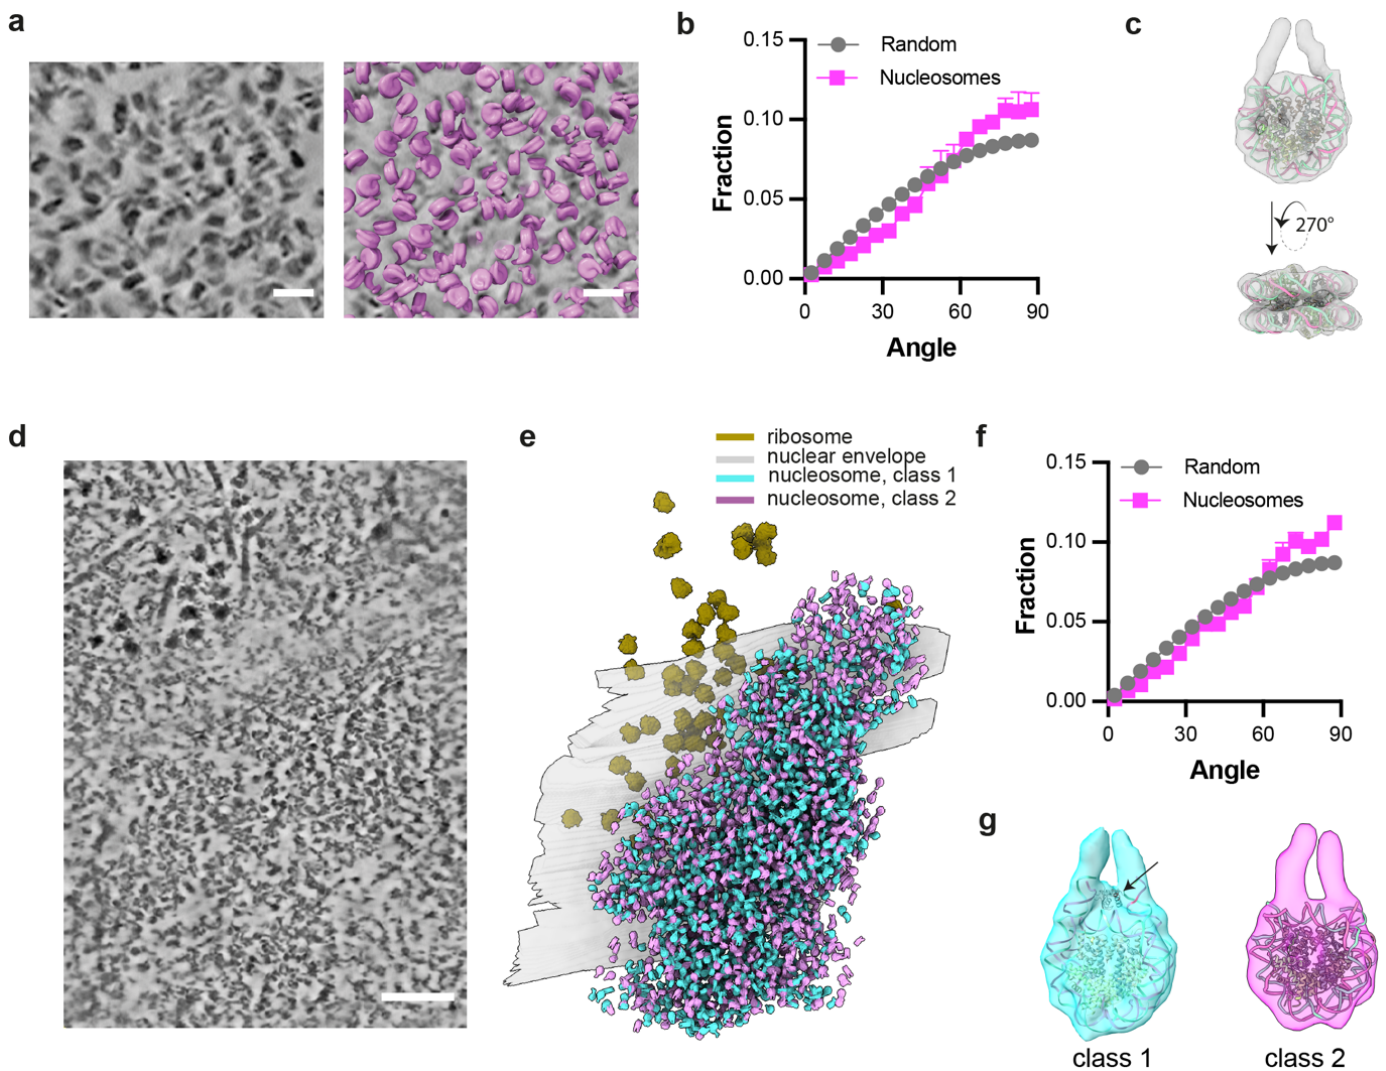 a
b
0.15
0.10
0.05
0.00
Fraction
Random
Nucleosomes
0
30
60
90
Angle
c
270°
d
e
ribosome
nuclear envelope
nucleosome, class 1
nucleosome, class 2
f
0.15
0.10
0.05
0.00
Fraction
Random
Nucleosomes
0
30
60
90
Angle
g
class 1
class 2